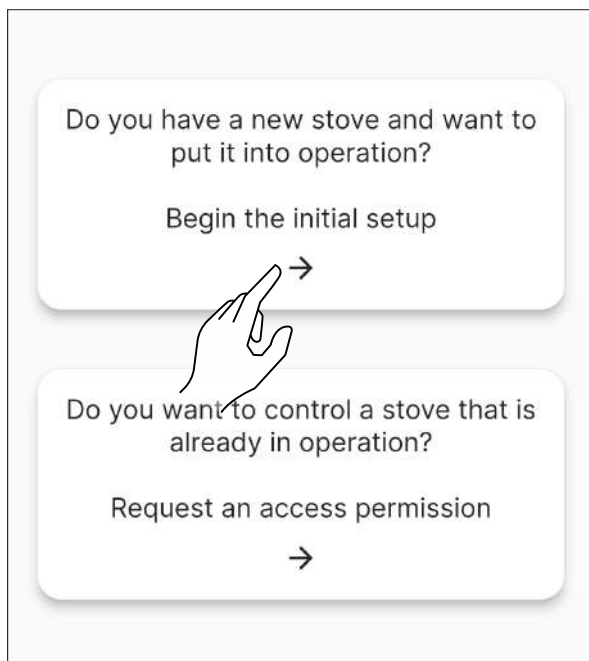 Do you have a new stove and want to
put it into operation?
Begin the initial setup
→
Do you want to control a stove that is
already in operation?
Request an access permission
→